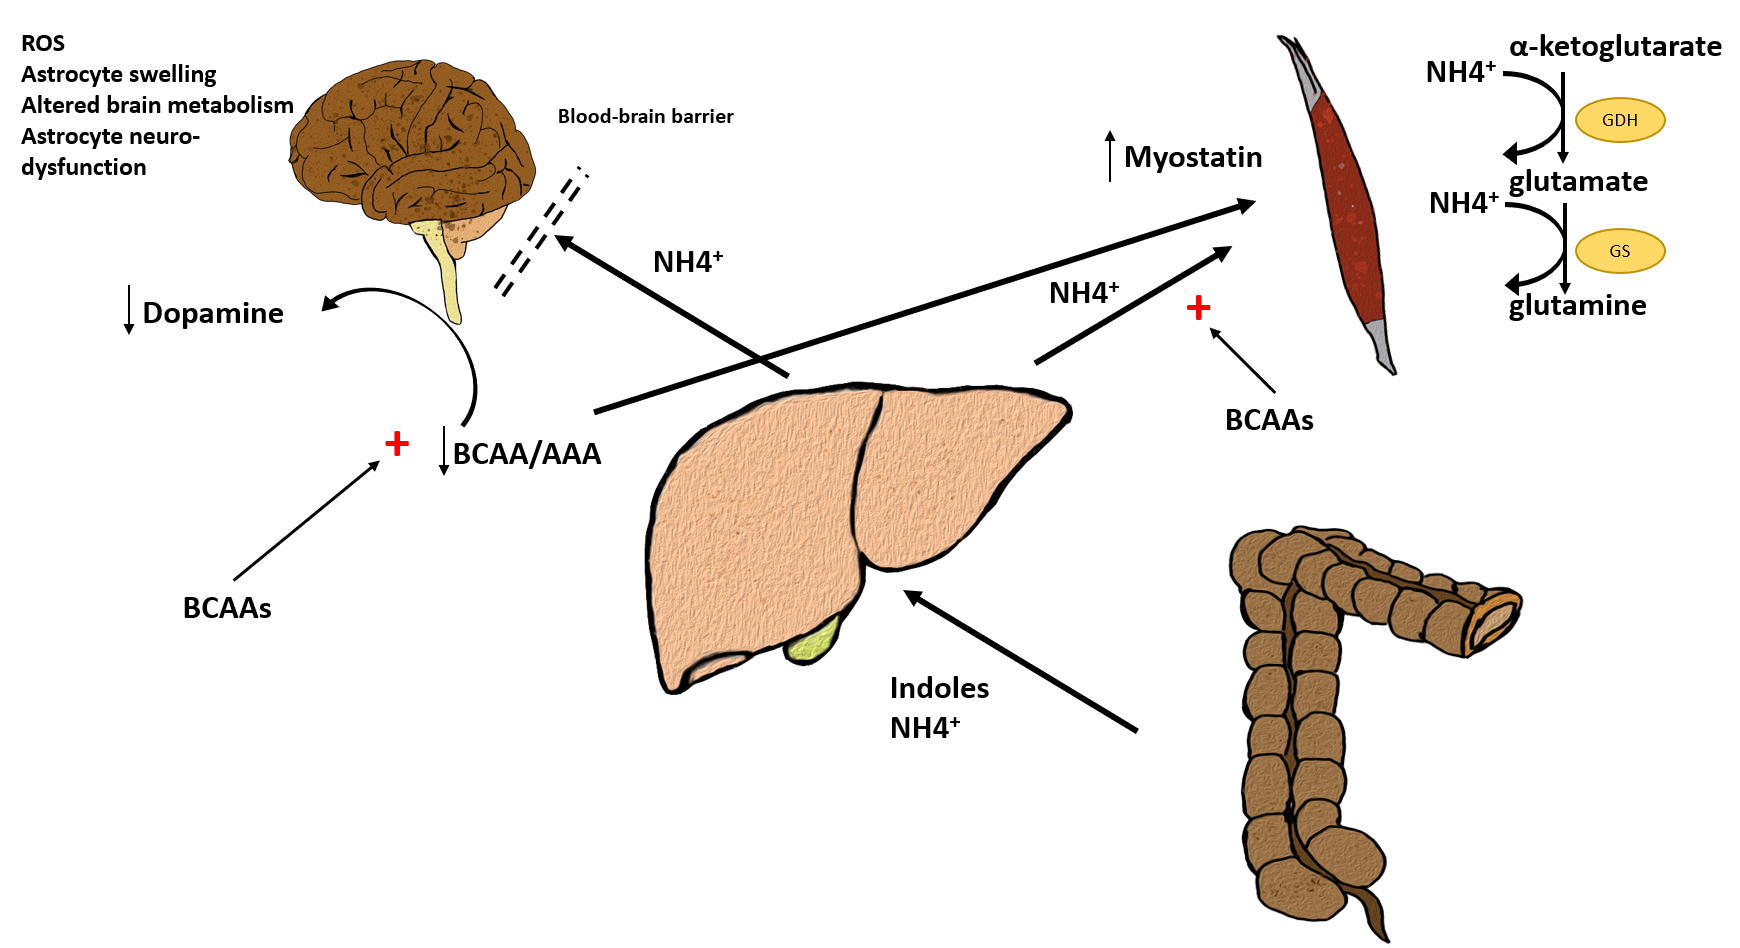 ROS
Astrocyte swelling
Altered brain metabolism
Astrocyte neuro-
dysfunction
Blood-brain barrier
α-ketoglutarate
NH4⁺
GDH
Myostatin
glutamate
NH4⁺
GS
glutamine
NH4⁺
NH4⁺
+
Dopamine
BCAAs
+
BCAA/AAA
BCAAs
Indoles
NH4⁺